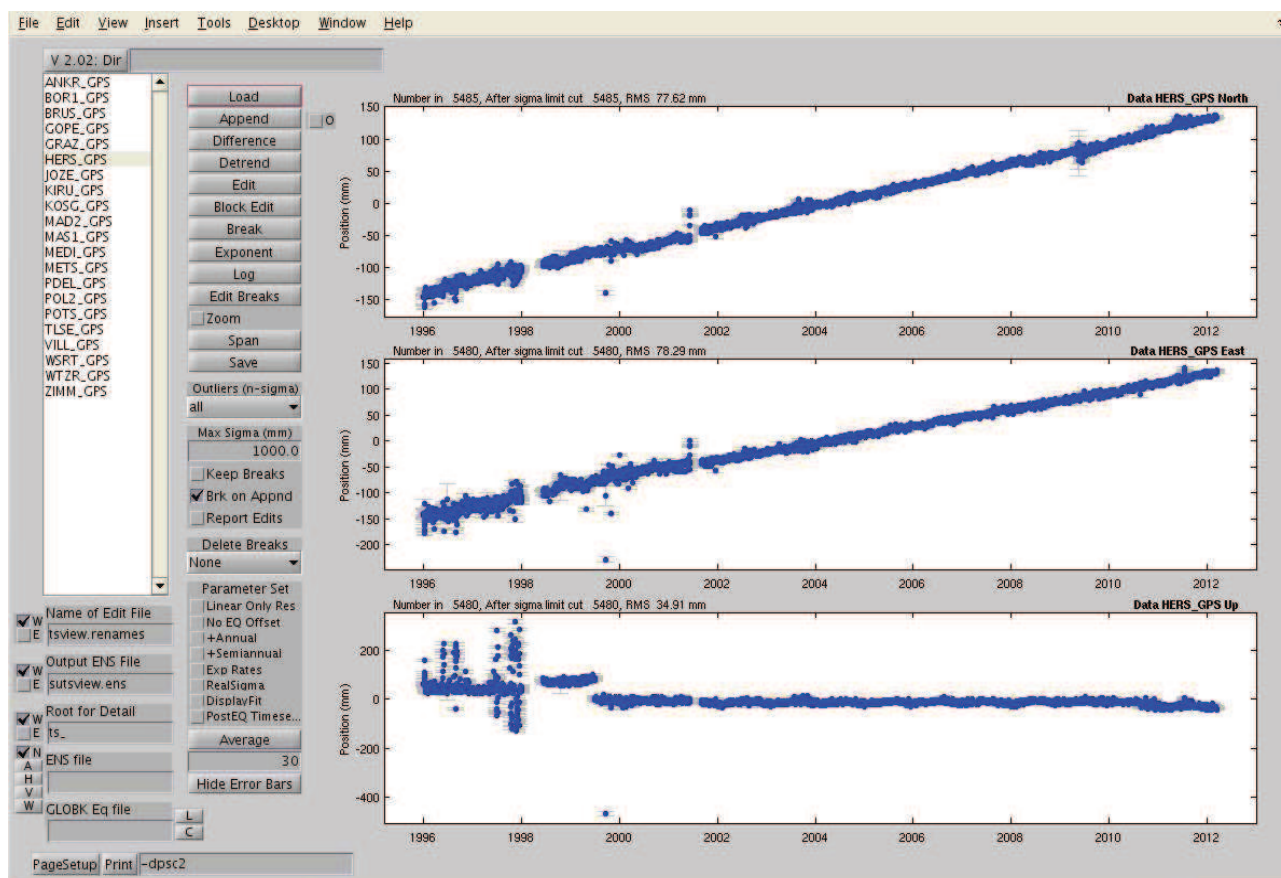 File Edit View Insert Tools Desktop Window Help
V 2.02: Dir
ANKR_GPS
BOR1_GPS
BRUS_GPS
GOPE_GPS
GRAZ_GPS
HERS_GPS
JOZE_GPS
KIRU_GPS
KOSG_GPS
MAD2_GPS
MAS1_GPS
MEDI_GPS
METS_GPS
PDEL_GPS
POL2_GPS
POTS_GPS
TLSE_GPS
VILL_GPS
WSRT_GPS
WTZR_GPS
ZIMM_GPS
W Name of Edit File
E tsview.renames
W Output ENS File
E sutsview.ens
W Root for Detail
E ts_
N ENS file
A
H
V
W GLOBK Eq file
L
C
PageSetup Print -dpsc2
Load
Append O
Difference
Detrend
Edit
Block Edit
Break
Exponent
Log
Edit Breaks
Zoom
Span
Save
Outliers (n-sigma)
all
Max Sigma (mm)
1000.0
Keep Breaks
Brk on Appnd
Report Edits
Delete Breaks
None
Parameter Set
Linear Only Res
No EQ Offset
+Annual
+Semiannual
Exp Rates
RealSigma
DisplayFit
PostEQ Timese...
Average
30
Hide Error Bars
Number in 5485, After sigma limit cut 5485, RMS 77.62 mm Data HERS_GPS North
Position (mm)
150
100
50
0
-50
-100
-150
1996 1998 2000 2002 2004 2006 2008 2010 2012
Number in 5480, After sigma limit cut 5480, RMS 78.29 mm Data HERS_GPS East
Position (mm)
150
100
50
0
-50
-100
-150
-200
1996 1998 2000 2002 2004 2006 2008 2010 2012
Number in 5480, After sigma limit cut 5480, RMS 34.91 mm Data HERS_GPS Up
Position (mm)
200
0
-200
-400
1996 1998 2000 2002 2004 2006 2008 2010 2012